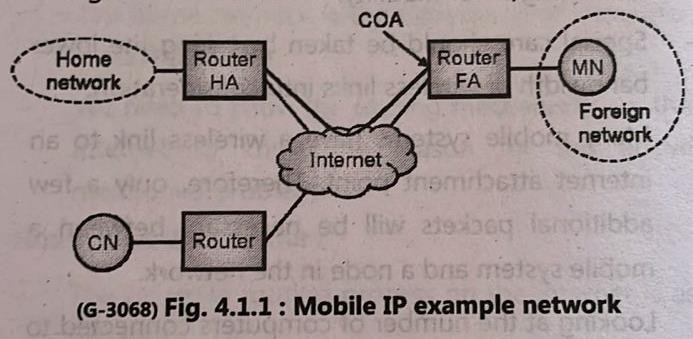 COA
Home
network
Router
HA
Router
FA
MN
Foreign
network
Internet
CN
Router
(G-3068) Fig. 4.1.1 : Mobile IP example network